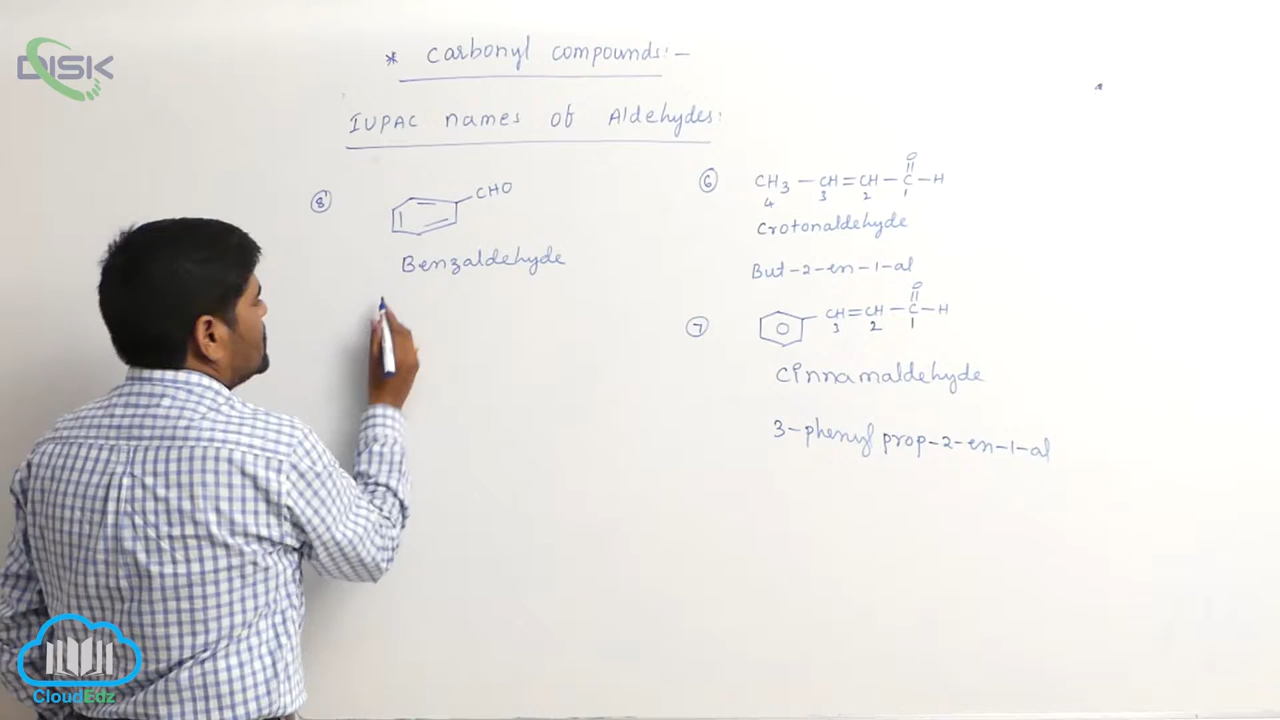 DISK
* Carbonyl compounds:-
IUPAC names of Aldehydes:
8
CHO
Benzaldehyde
6
CH3 — CH = CH — C — H
O
4 3 2 1
Crotonaldehyde
But-2-en-1-al
7
CH = CH — C — H
O
3 2 1
Cinnamaldehyde
3-phenyl prop-2-en-1-al
CloudEdz